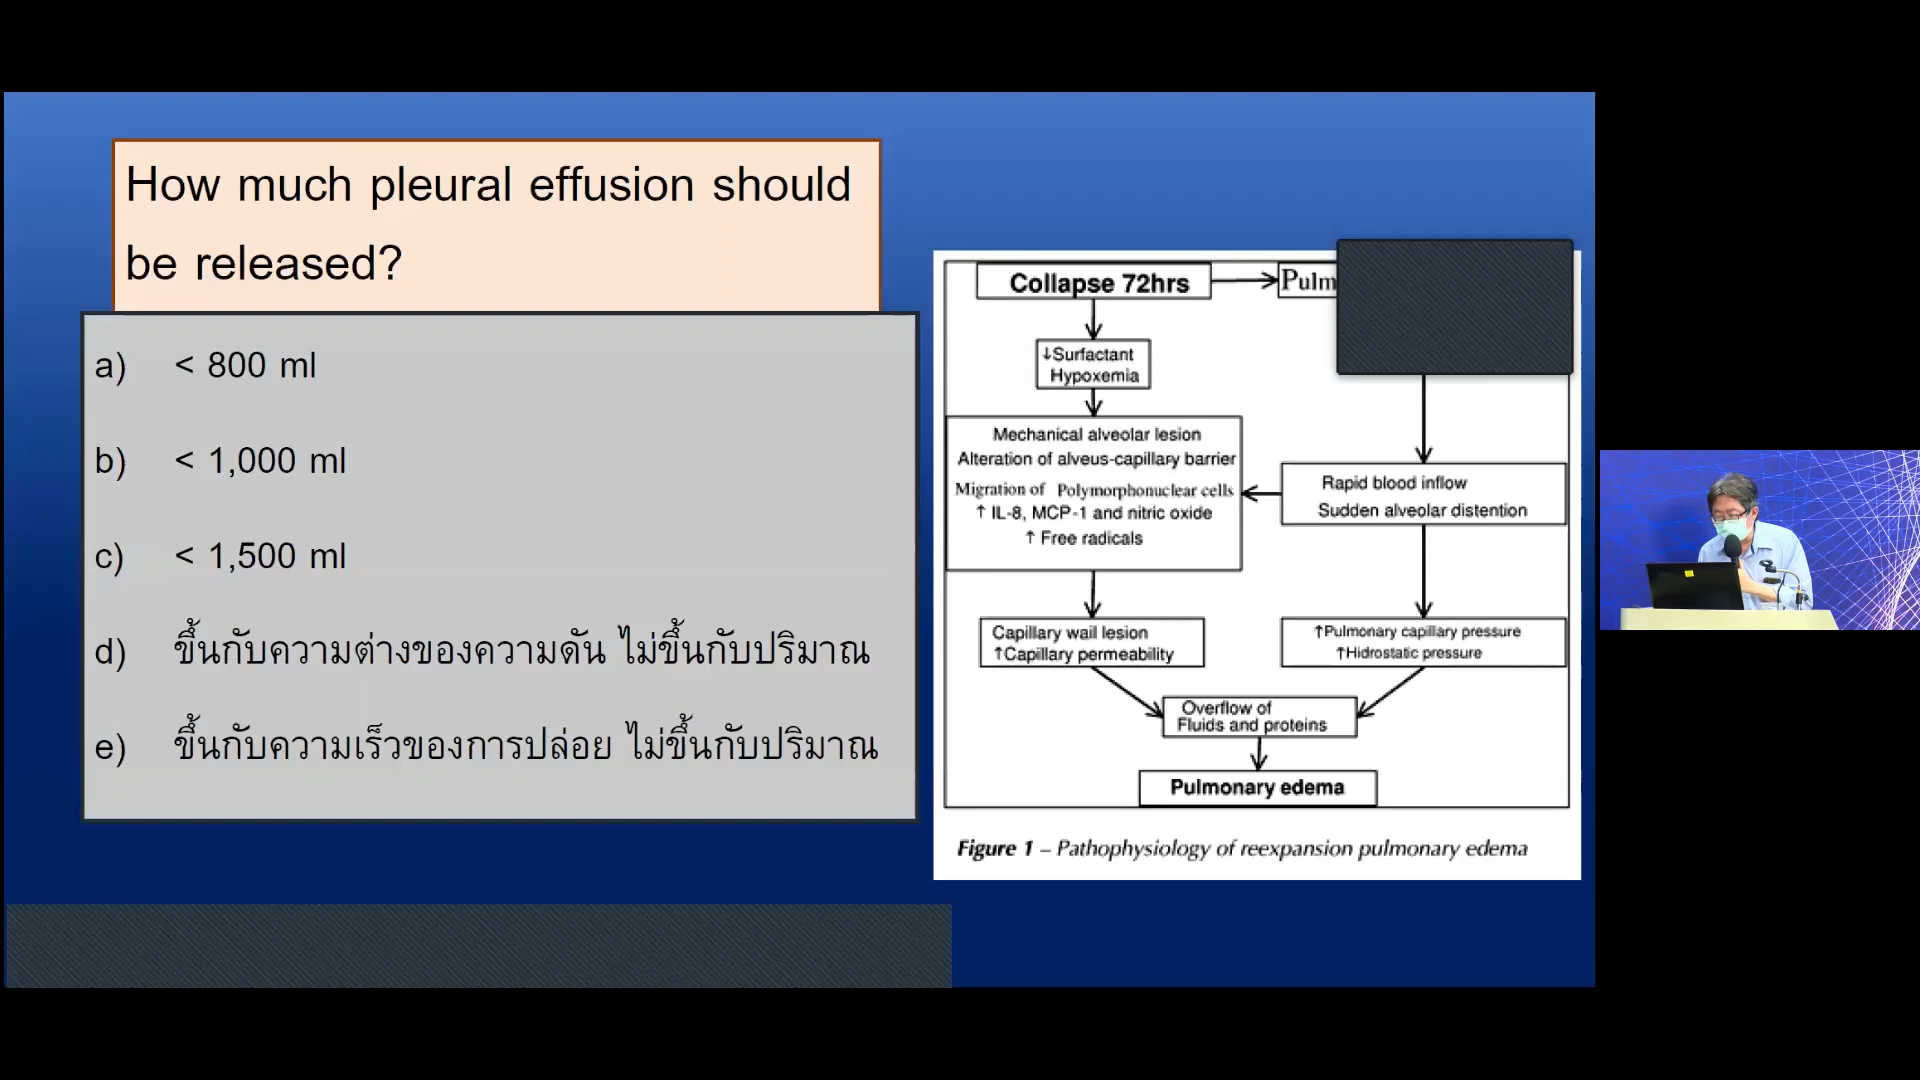 How much pleural effusion should
be released?
a) < 800 ml
b) < 1,000 ml
c) < 1,500 ml
d) ขึ้นกับความต่างของความดัน ไม่ขึ้นกับปริมาณ
e) ขึ้นกับความเร็วของการปล่อย ไม่ขึ้นกับปริมาณ
Collapse 72hrs
Pulm
↓Surfactant
Hypoxemia
Mechanical alveolar lesion
Alteration of alveus-capillary barrier
Migration of Polymorphonuclear cells
↑ IL-8, MCP-1 and nitric oxide
↑ Free radicals
Rapid blood inflow
Sudden alveolar distention
Capillary wail lesion
↑Capillary permeability
↑Pulmonary capillary pressure
↑Hidrostatic pressure
Overflow of
Fluids and proteins
Pulmonary edema
Figure 1 – Pathophysiology of reexpansion pulmonary edema